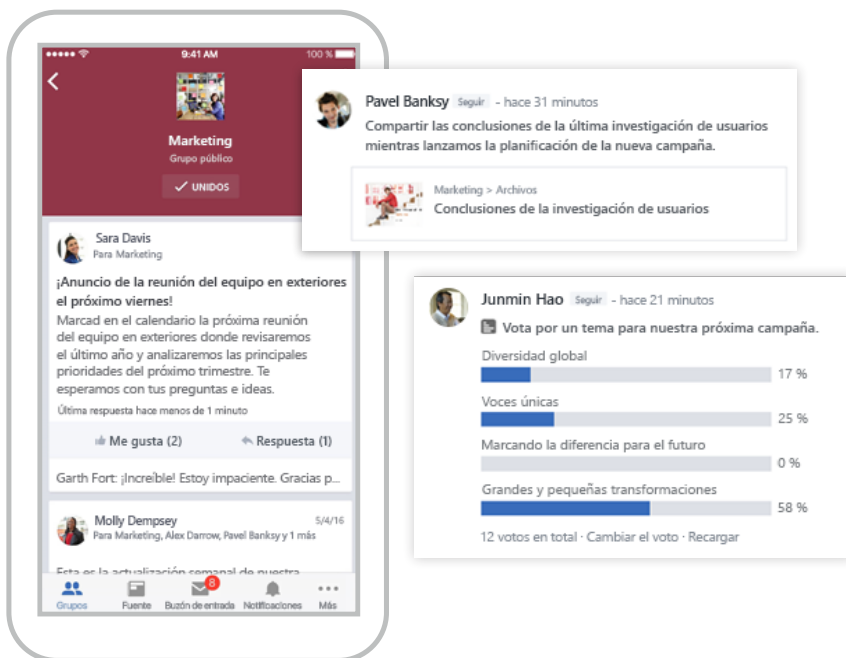 9:41 AM
100 %
Marketing
Grupo público
UNIDOS
Sara Davis
Para Marketing
¡Anuncio de la reunión del equipo en exteriores
el próximo viernes!
Marcad en el calendario la próxima reunión
del equipo en exteriores donde revisaremos
el último año y analizaremos las principales
prioridades del próximo trimestre. Te
esperamos con tus preguntas e ideas.
Última respuesta hace menos de 1 minuto
Me gusta (2) Respuesta (1)
Garth Fort: ¡Increíble! Estoy impaciente. Gracias p...
Molly Dempsey 5/4/16
Para Marketing, Alex Darrow, Pavel Banksy y 1 más
Esta es la actualización semanal de nuestra
8
Grupos Fuente Buzón de entrada Notificaciones Más
Pavel Banksy Seguir - hace 31 minutos
Compartir las conclusiones de la última investigación de usuarios
mientras lanzamos la planificación de la nueva campaña.
Marketing > Archivos
Conclusiones de la investigación de usuarios
Junmin Hao Seguir - hace 21 minutos
Vota por un tema para nuestra próxima campaña.
Diversidad global
17 %
Voces únicas
25 %
Marcando la diferencia para el futuro
0 %
Grandes y pequeñas transformaciones
58 %
12 votos en total · Cambiar el voto · Recargar